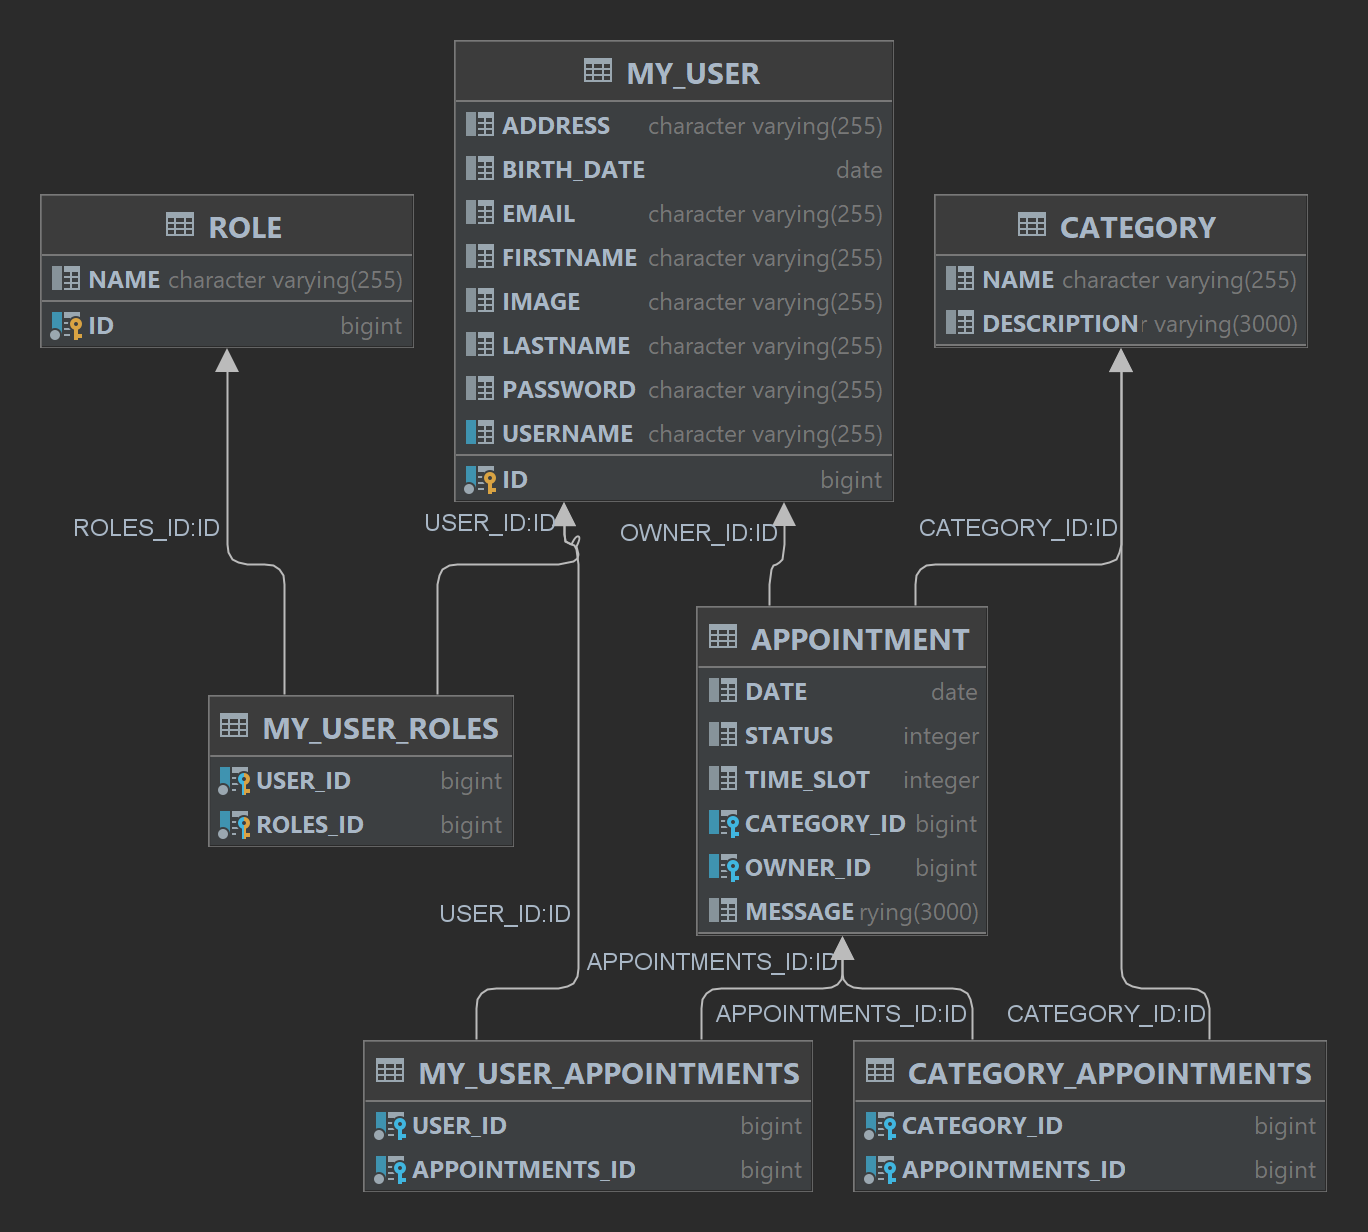 MY_USER
ADDRESS character varying(255)
BIRTH_DATE date
EMAIL character varying(255)
FIRSTNAME character varying(255)
IMAGE character varying(255)
LASTNAME character varying(255)
PASSWORD character varying(255)
USERNAME character varying(255)
ID bigint
ROLE
NAME character varying(255)
ID bigint
CATEGORY
NAME character varying(255)
DESCRIPTION r varying(3000)
ROLES_ID:ID
USER_ID:ID
OWNER_ID:ID
CATEGORY_ID:ID
APPOINTMENT
DATE date
STATUS integer
TIME_SLOT integer
CATEGORY_ID bigint
OWNER_ID bigint
MESSAGE rying(3000)
MY_USER_ROLES
USER_ID bigint
ROLES_ID bigint
USER_ID:ID
APPOINTMENTS_ID:ID
APPOINTMENTS_ID:ID
CATEGORY_ID:ID
MY_USER_APPOINTMENTS
USER_ID bigint
APPOINTMENTS_ID bigint
CATEGORY_APPOINTMENTS
CATEGORY_ID bigint
APPOINTMENTS_ID bigint